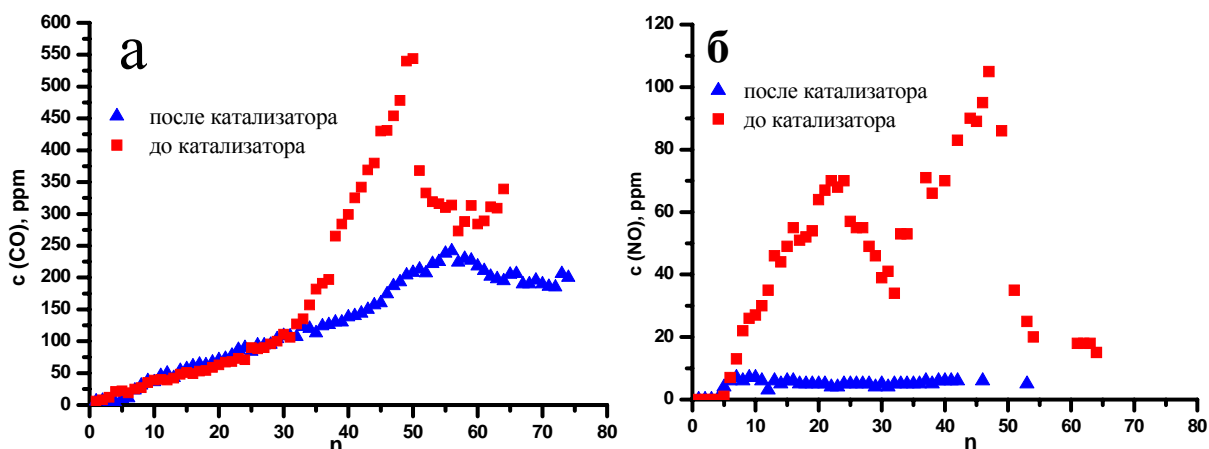 а
600
550
500
450
400
350
300
250
200
150
100
50
0
c (CO), ppm
после катализатора
до катализатора
0 10 20 30 40 50 60 70 80
n
б
120
100
80
60
40
20
0
c (NO), ppm
после катализатора
до катализатора
0 10 20 30 40 50 60 70 80
n